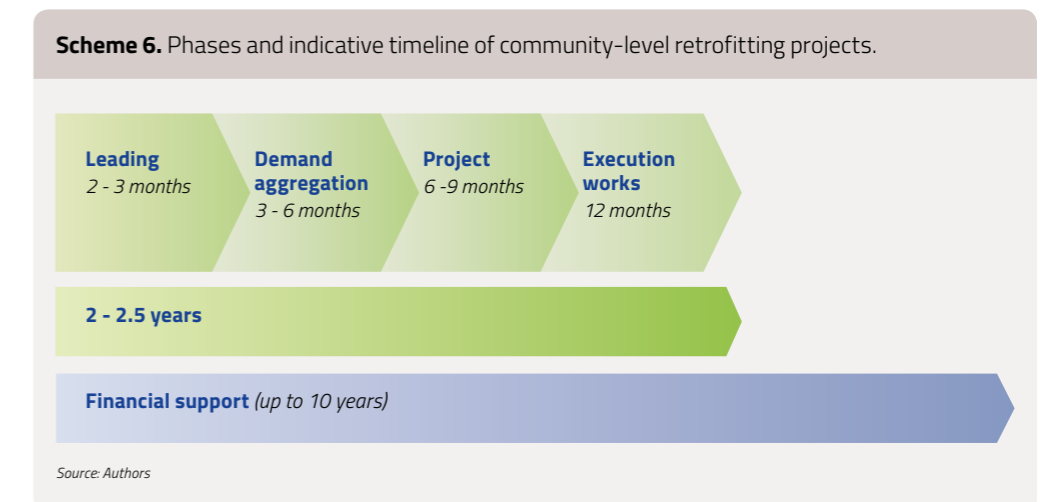 Scheme 6. Phases and indicative timeline of community-level retrofitting projects.
Leading
2 - 3 months
Demand
aggregation
3 - 6 months
Project
6 -9 months
Execution
works
12 months
2 - 2.5 years
Financial support (up to 10 years)
Source: Authors